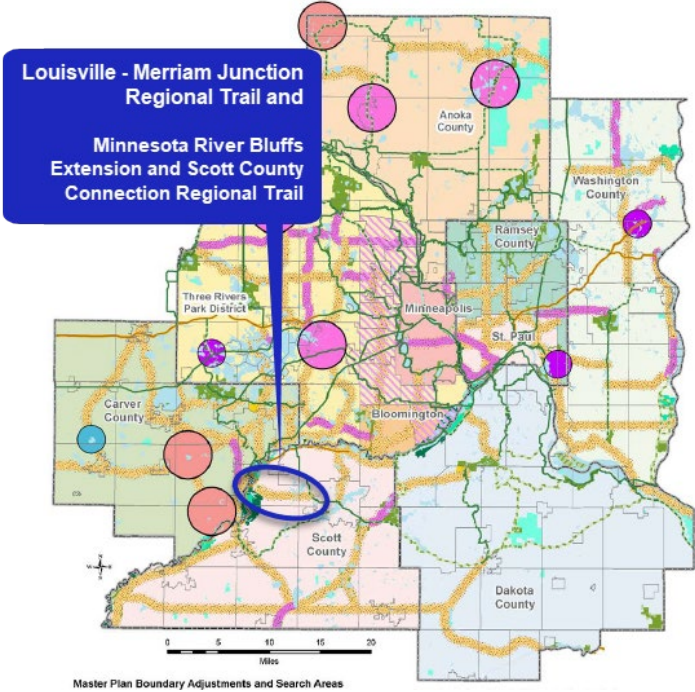 Louisville - Merriam Junction
Regional Trail and
Minnesota River Bluffs
Extension and Scott County
Connection Regional Trail
Anoka
County
Washington
County
Ramsey
County
Three Rivers
Park District
Minneapolis
St. Paul
Carver
County
Bloomington
Scott
County
Dakota
County
0 5 10 15 20
Miles
Master Plan Boundary Adjustments and Search Areas